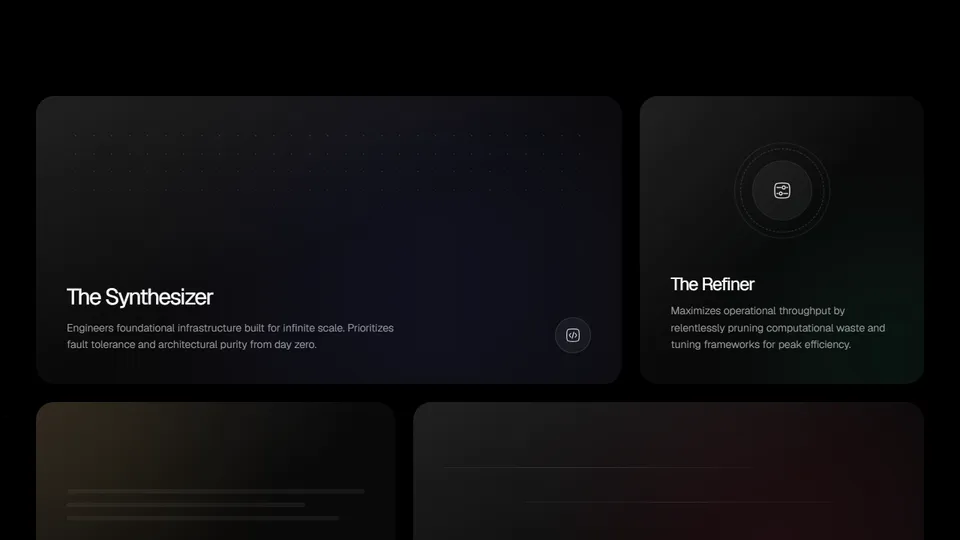 The Synthesizer
Engineers foundational infrastructure built for infinite scale. Prioritizes
fault tolerance and architectural purity from day zero.
The Refiner
Maximizes operational throughput by
relentlessly pruning computational waste and
tuning frameworks for peak efficiency.